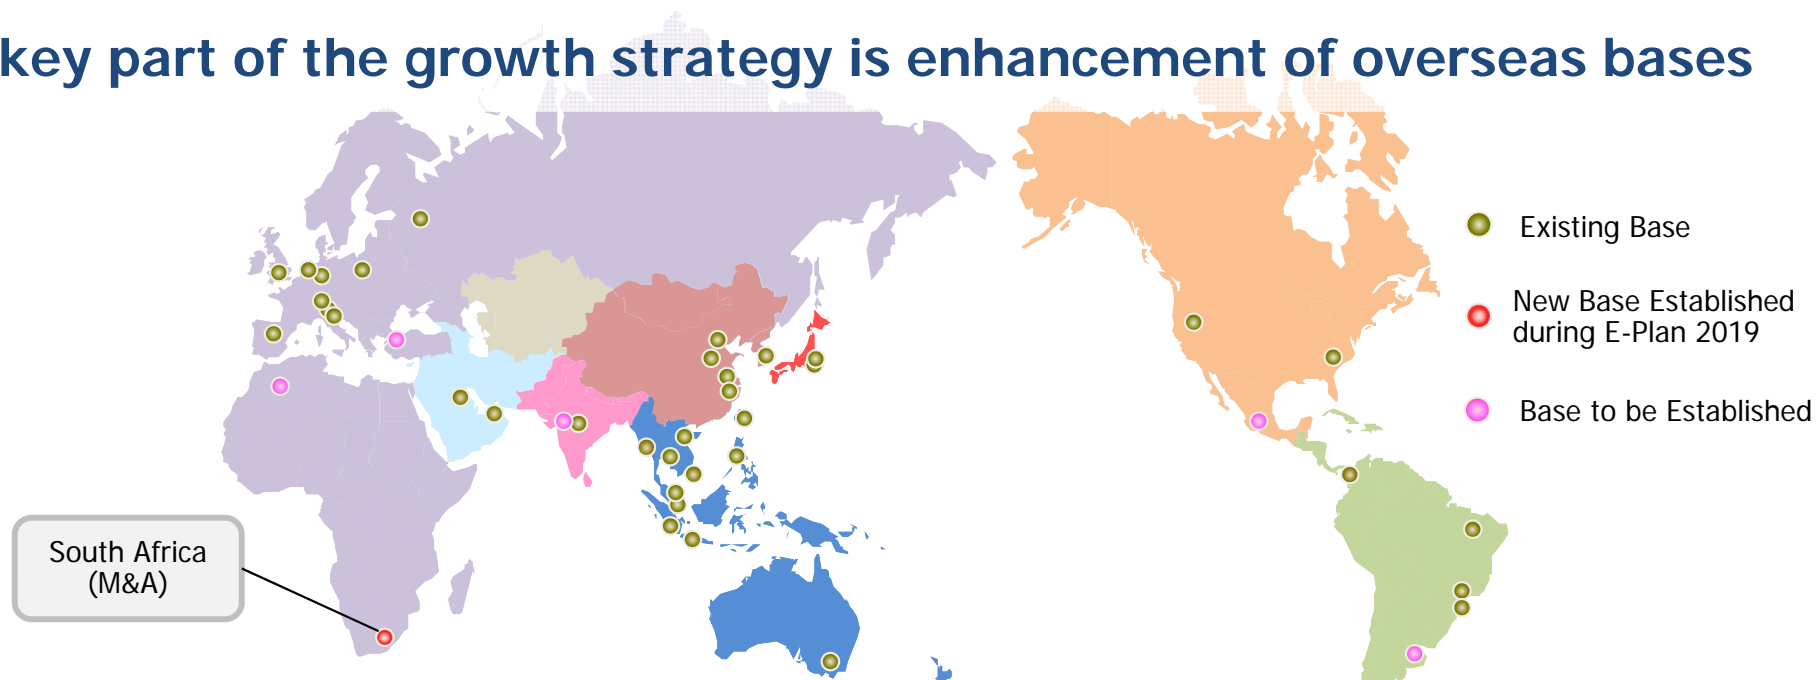 key part of the growth strategy is enhancement of overseas bases
Existing Base
New Base Established
during E-Plan 2019
Base to be Established
South Africa
(M&A)